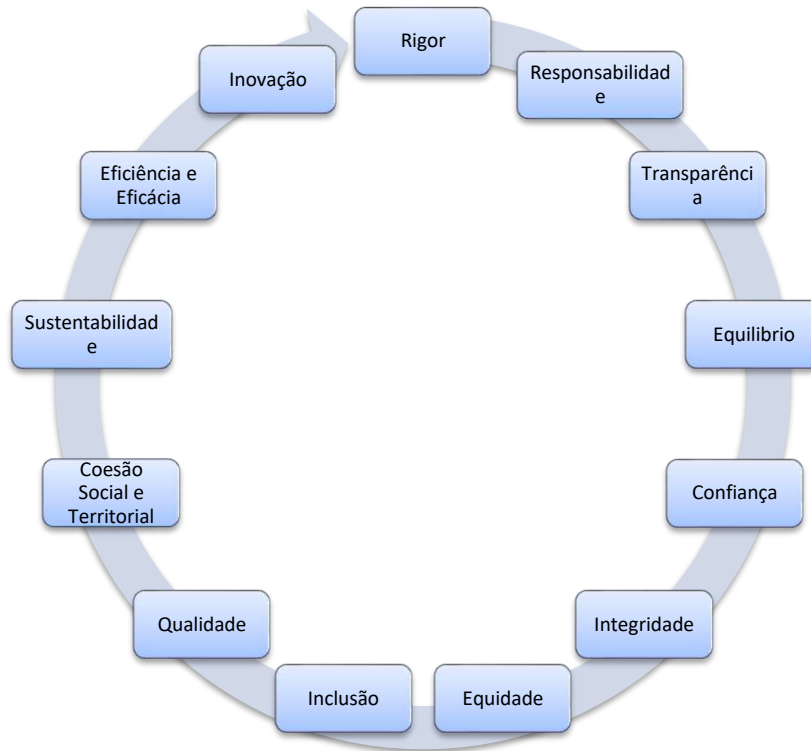 Rigor
Responsabilidad
e
Transparênci
a
Equilibrio
Confiança
Integridade
Equidade
Inclusão
Qualidade
Coesão
Social e
Territorial
Sustentabilidad
e
Eficiência e
Eficácia
Inovação